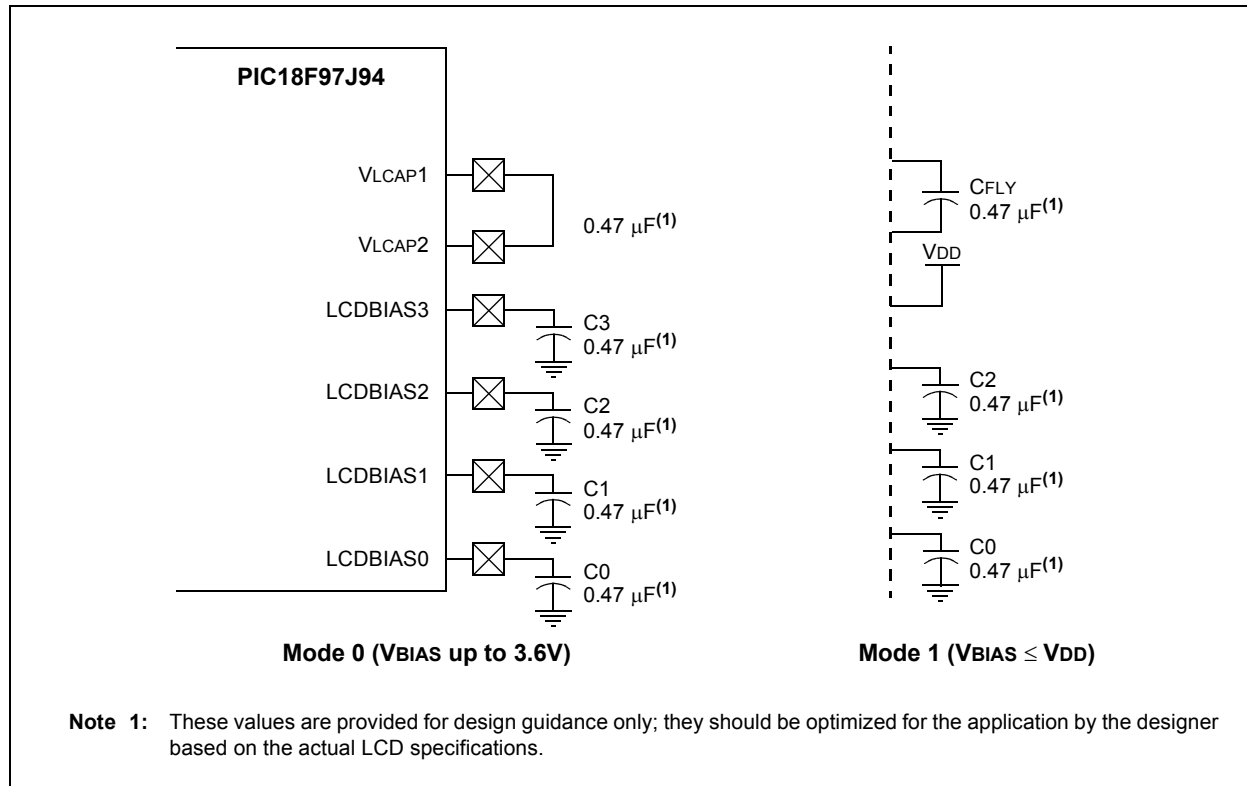 PIC18F97J94
VLCAP1
0.47 μF(1)
VLCAP2
LCDBIAS3
C3
0.47 μF(1)
LCDBIAS2
C2
0.47 μF(1)
LCDBIAS1
C1
0.47 μF(1)
LCDBIAS0
C0
0.47 μF(1)
Mode 0 (VBIAS up to 3.6V)
CFLY
0.47 μF(1)
VDD
C2
0.47 μF(1)
C1
0.47 μF(1)
C0
0.47 μF(1)
Mode 1 (VBIAS ≤ VDD)
Note 1: These values are provided for design guidance only; they should be optimized for the application by the designer
based on the actual LCD specifications.